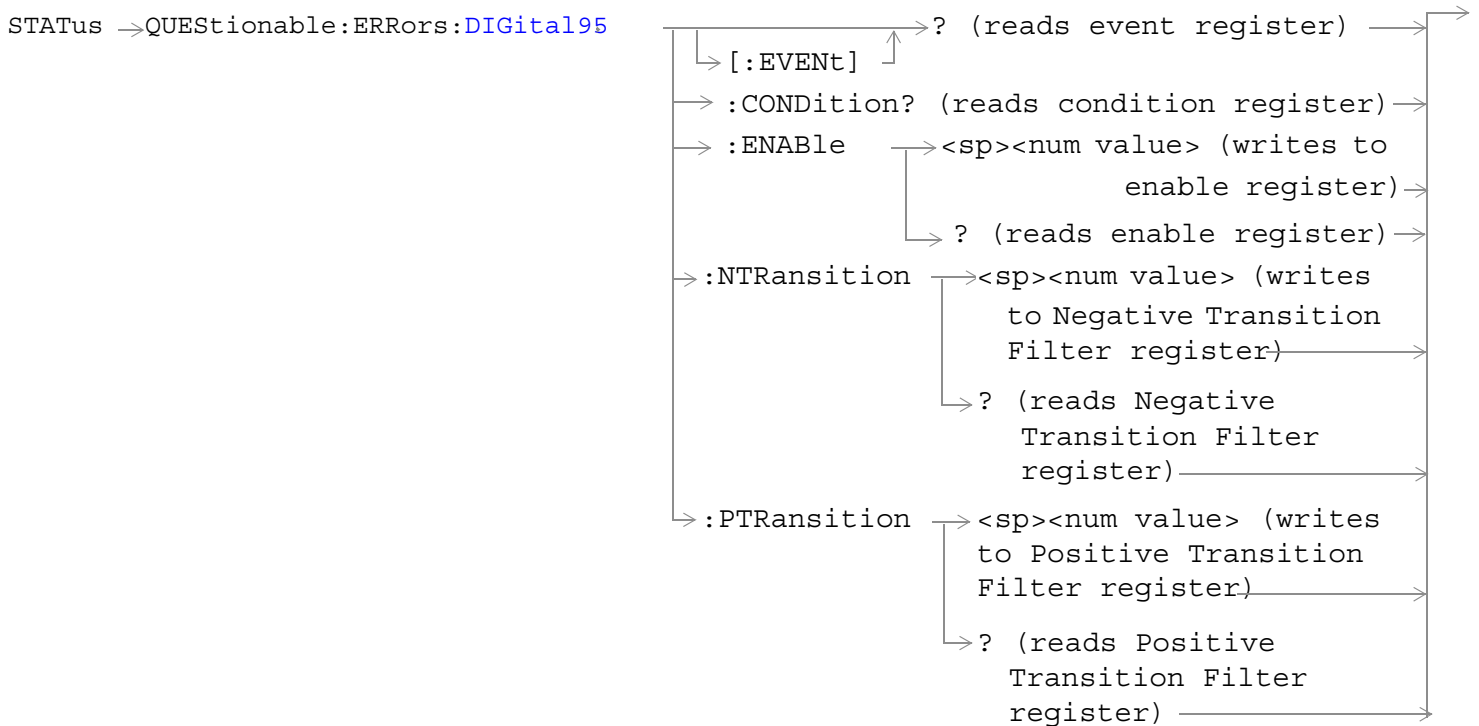 STATus QUEStionable:ERRors:DIGital95 ? (reads event register)
[:EVENt]
:CONDition? (reads condition register)
:ENABle <sp><num value> (writes to
enable register)
? (reads enable register)
:NTRansition <sp><num value> (writes
to Negative Transition
Filter register)
? (reads Negative
Transition Filter
register)
:PTRansition <sp><num value> (writes
to Positive Transition
Filter register)
? (reads Positive
Transition Filter
register)